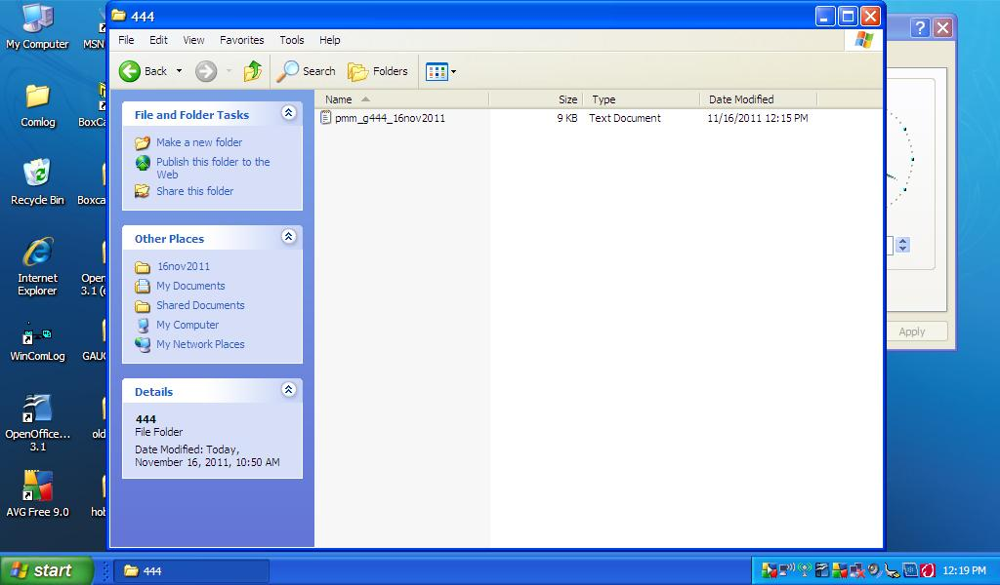 444
File Edit View Favorites Tools Help
Back Search Folders
Name Size Type Date Modified
pmm_g444_16nov2011 9 KB Text Document 11/16/2011 12:15 PM
File and Folder Tasks
Make a new folder
Publish this folder to the
Web
Share this folder
Other Places
16nov2011
My Documents
Shared Documents
My Computer
My Network Places
Details
444
File Folder
Date Modified: Today,
November 16, 2011, 10:50 AM
My Computer MSN
Comlog BoxCa
Recycle Bin Boxca
Internet
Explorer
Open
3.1 (e
WinComLog GAUC
OpenOffice...
3.1
old
AVG Free 9.0 hob
?
Apply
start 444 12:19 PM